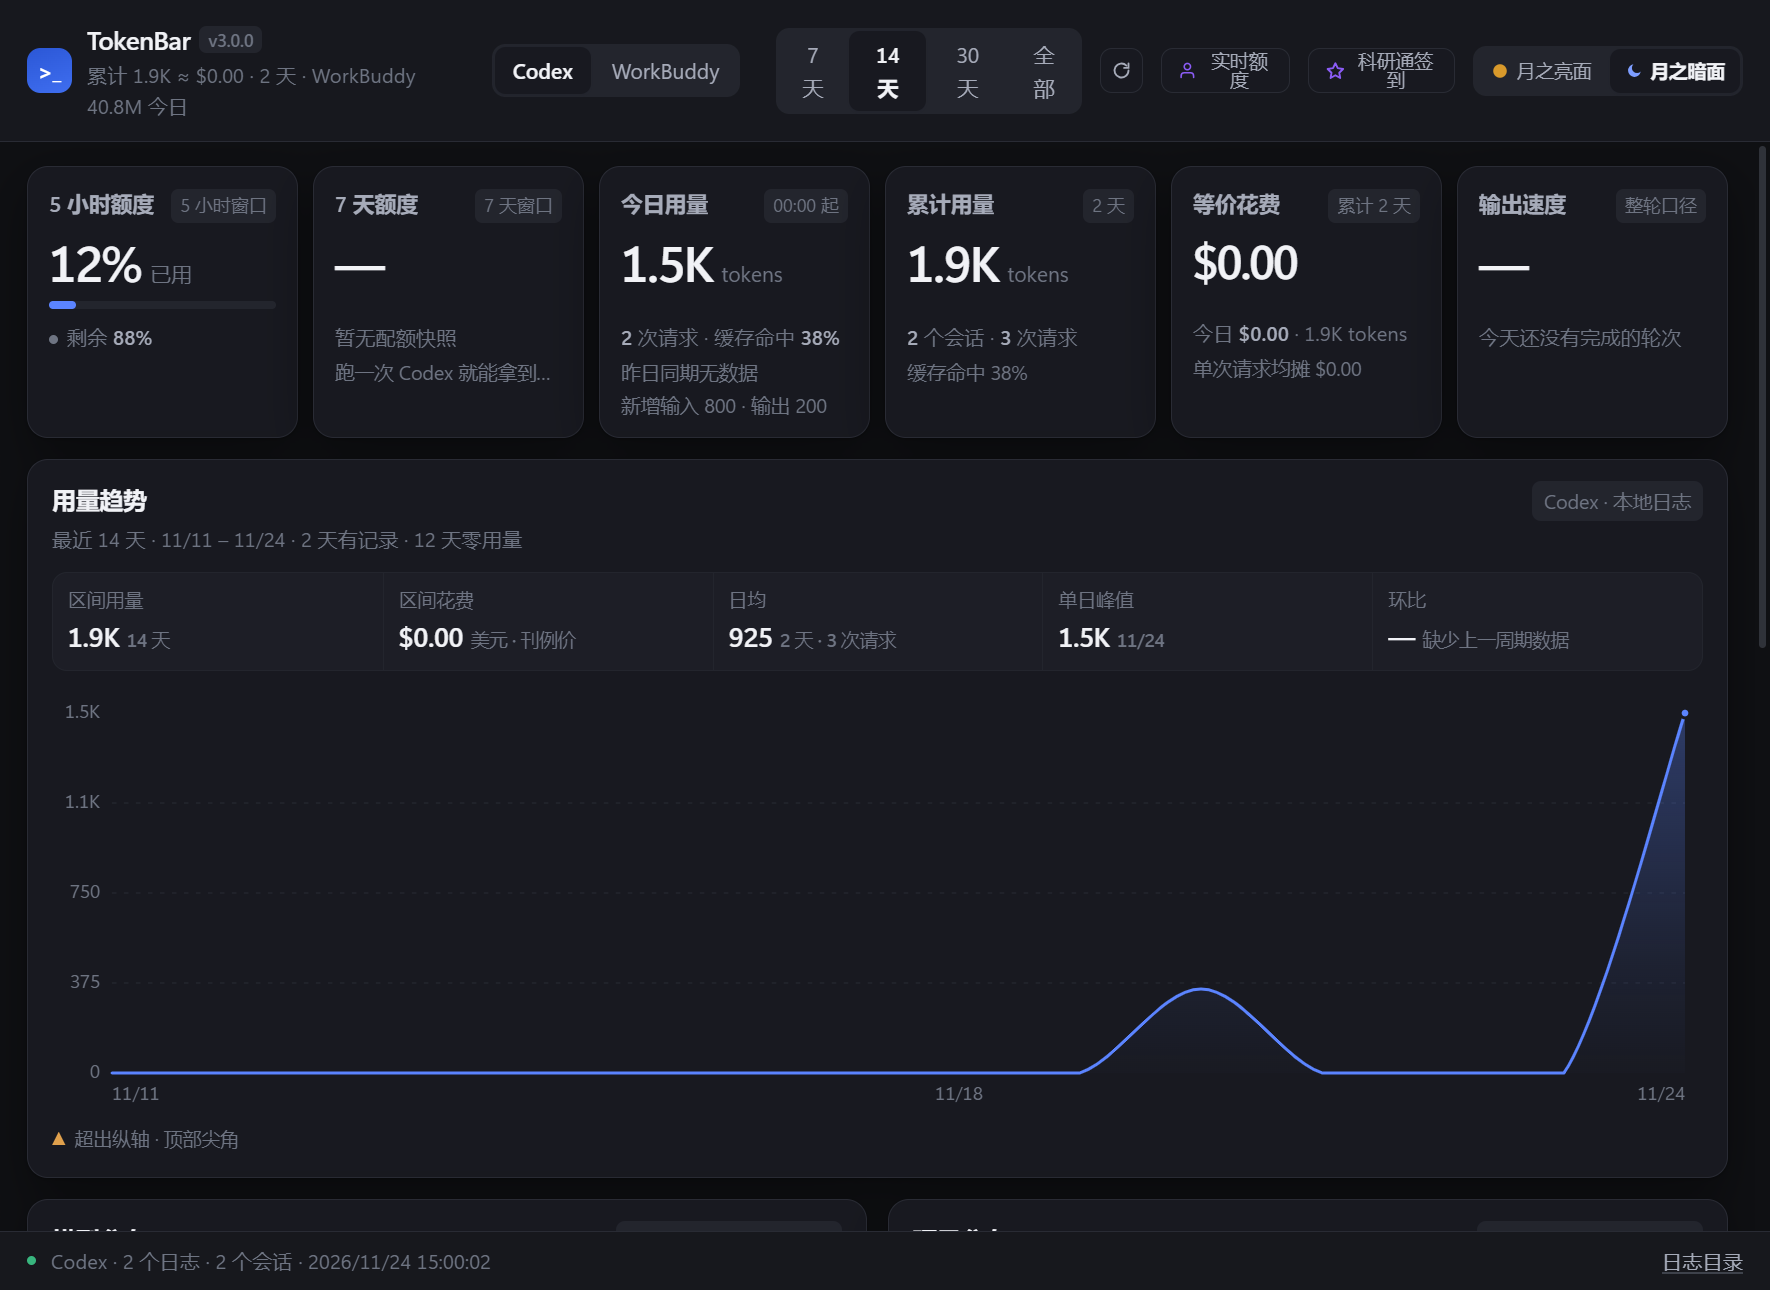 TokenBar v3.0.0
累计 1.9K ≈ $0.00 · 2 天 · WorkBuddy
40.8M 今日
Codex WorkBuddy
7
天
14
天
30
天
全
部
实时额
度
科研通签
到
月之亮面 月之暗面
5 小时额度 5 小时窗口
12% 已用
剩余 88%
7 天额度 7 天窗口
—
暂无配额快照
跑一次 Codex 就能拿到...
今日用量 00:00 起
1.5K tokens
2 次请求 · 缓存命中 38%
昨日同期无数据
新增输入 800 · 输出 200
累计用量 2 天
1.9K tokens
2 个会话 · 3 次请求
缓存命中 38%
等价花费 累计 2 天
$0.00
今日 $0.00 · 1.9K tokens
单次请求均摊 $0.00
输出速度 整轮口径
—
今天还没有完成的轮次
用量趋势 Codex · 本地日志
最近 14 天 · 11/11 – 11/24 · 2 天有记录 · 12 天零用量
区间用量
1.9K 14 天
区间花费
$0.00 美元 · 刊例价
日均
925 2 天 · 3 次请求
单日峰值
1.5K 11/24
环比
— 缺少上一周期数据
1.5K
1.1K
750
375
0
11/11 11/18 11/24
超出纵轴 · 顶部尖角
Codex · 2 个日志 · 2 个会话 · 2026/11/24 15:00:02 日志目录